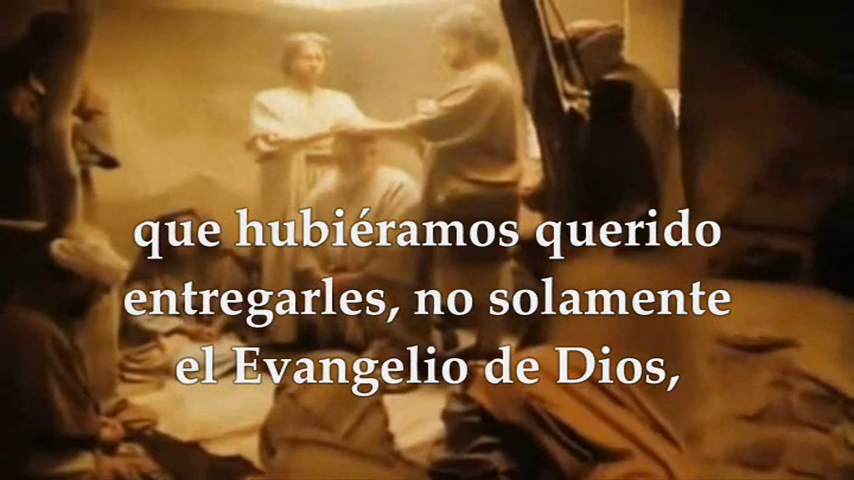 que hubiéramos querido
entregarles, no solamente
el Evangelio de Dios,